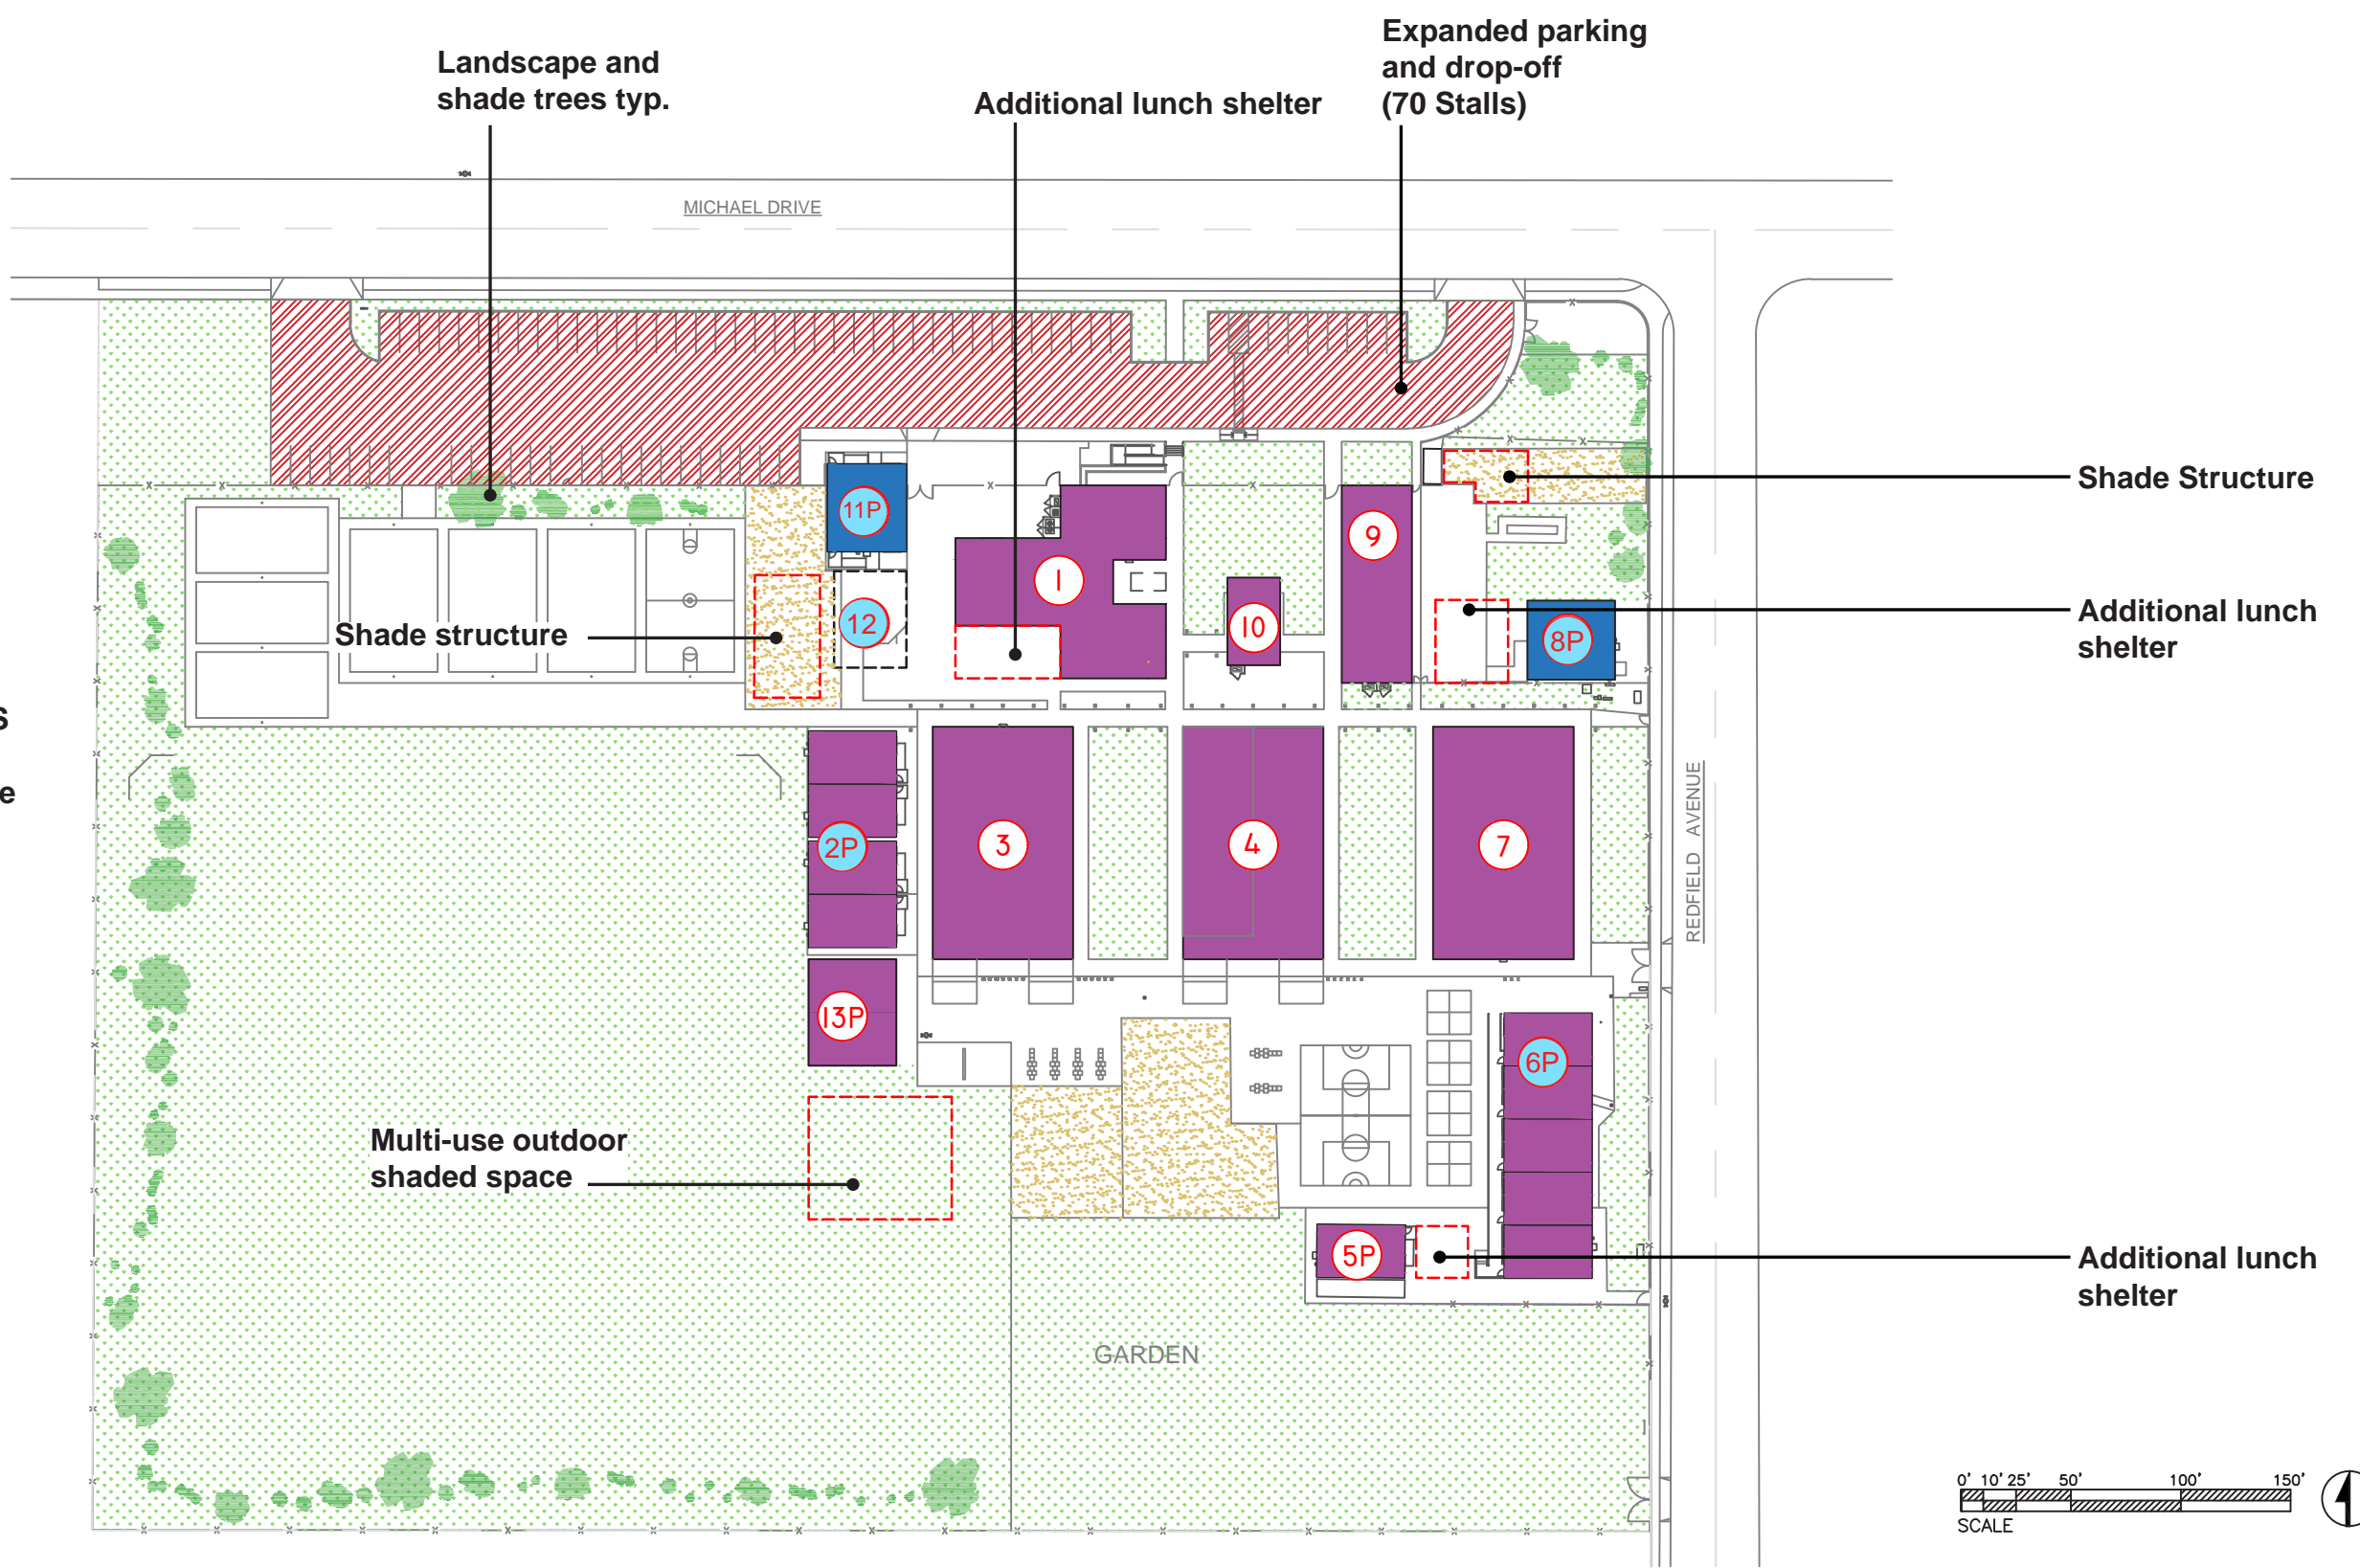 Expanded parking
and drop-off
(70 Stalls)
Landscape and
shade trees typ.
Additional lunch shelter
MICHAEL DRIVE
Shade Structure
11P
9
1
Additional lunch
shelter
12
10
8P
Shade structure
s
e
REDFIELD AVENUE
2P
3
4
7
13P
6P
Multi-use outdoor
shaded space
5P
Additional lunch
shelter
GARDEN
0' 10' 25' 50' 100' 150'
SCALE